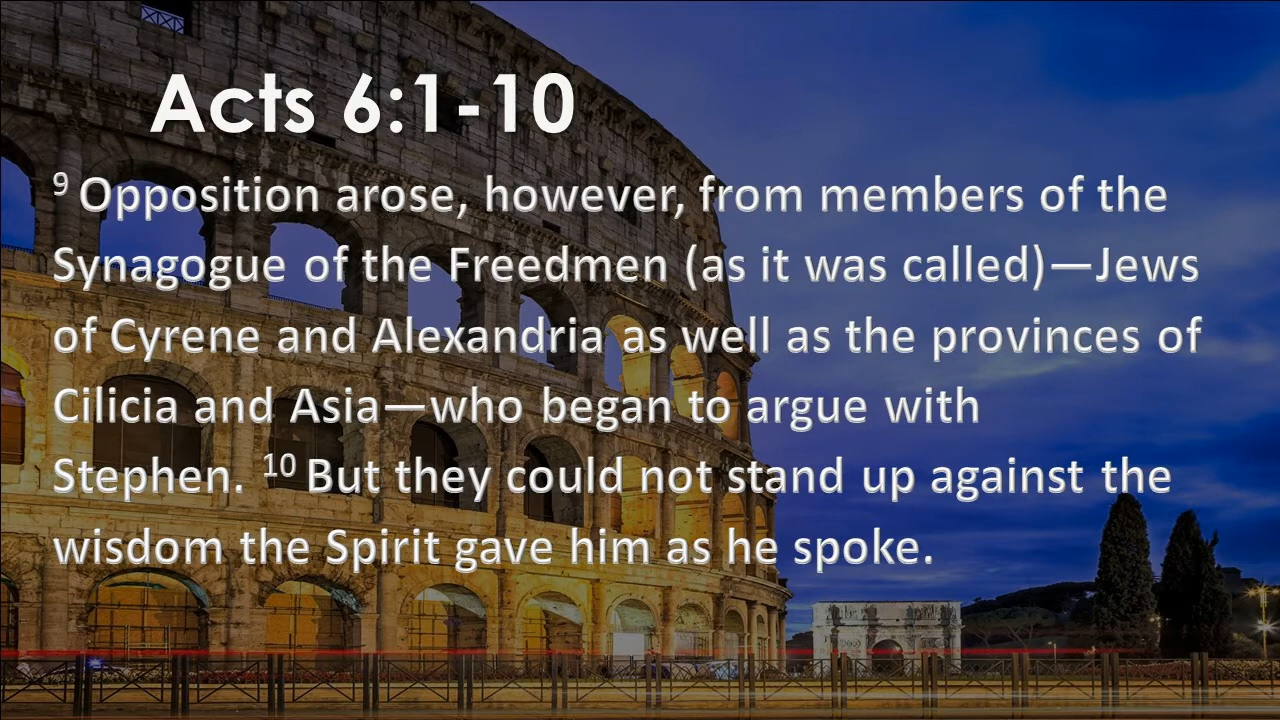 Acts 6:1-10
9 Opposition arose, however, from members of the
Synagogue of the Freedmen (as it was called)—Jews
of Cyrene and Alexandria as well as the provinces of
Cilicia and Asia—who began to argue with
Stephen. 10 But they could not stand up against the
wisdom the Spirit gave him as he spoke.